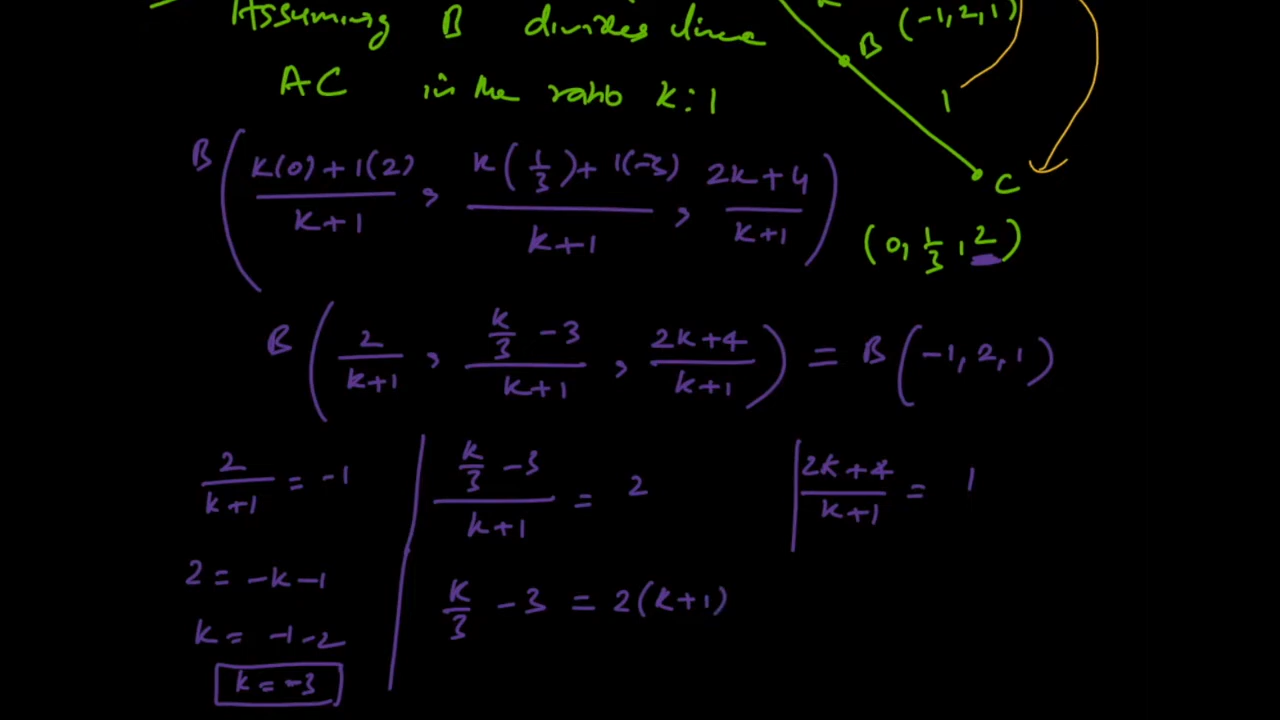 Assuming B divides line
AC in the ratio k:1
B (-1,2,1)
1
C
(0, 1/3, 2)
B( (k(0)+1(2))/(k+1), (k(1/3)+1(-3))/(k+1), (2k+4)/(k+1) )
B( 2/(k+1), (k/3 -3)/(k+1), (2k+4)/(k+1) ) = B(-1,2,1)
2/(k+1) = -1
2 = -k-1
k = -1-2
k = -3
(k/3 -3)/(k+1) = 2
k/3 -3 = 2(k+1)
(2k+4)/(k+1) = 1